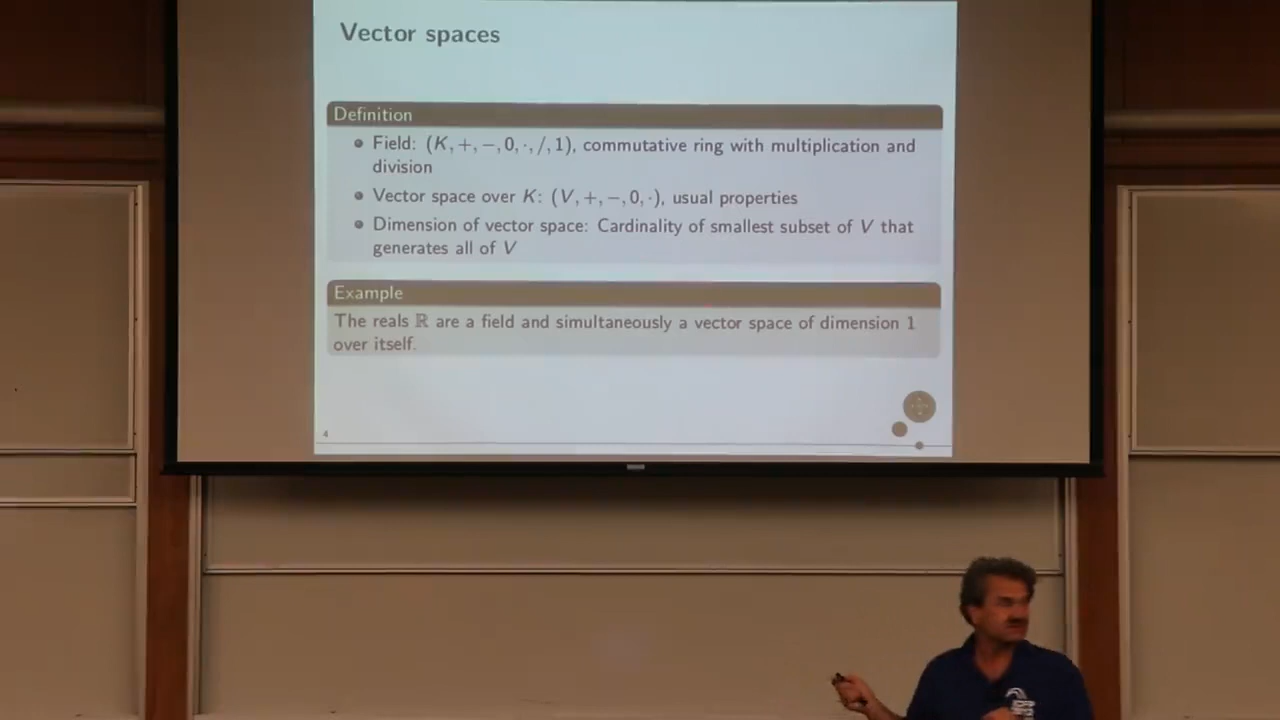 Vector spaces
Definition
• Field: (K, +, −, 0, ·, /, 1), commutative ring with multiplication and
division
• Vector space over K: (V, +, −, 0, ·), usual properties
• Dimension of vector space: Cardinality of smallest subset of V that
generates all of V
Example
The reals ℝ are a field and simultaneously a vector space of dimension 1
over itself.
4